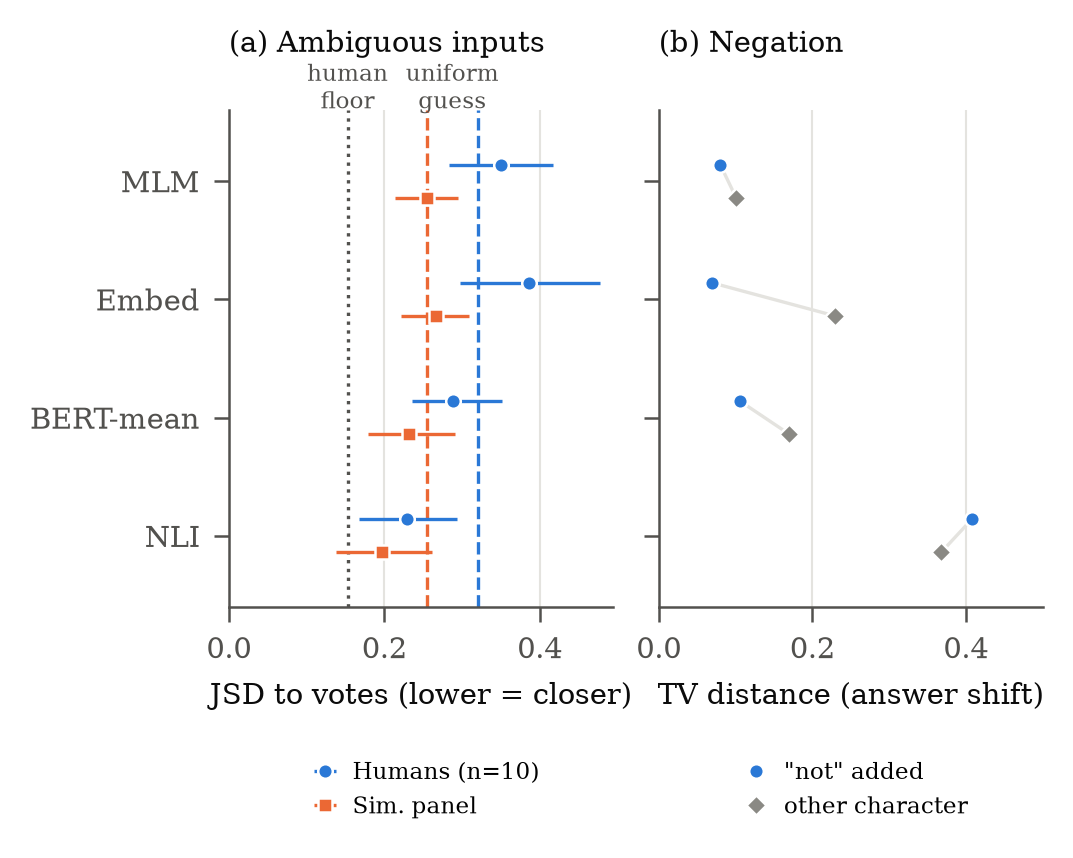 (a) Ambiguous inputs
(b) Negation
human uniform
floor guess
MLM
Embed
BERT-mean
NLI
0.0 0.2 0.4
0.0 0.2 0.4
JSD to votes (lower = closer)
TV distance (answer shift)
Humans (n=10)
Sim. panel
"not" added
other character